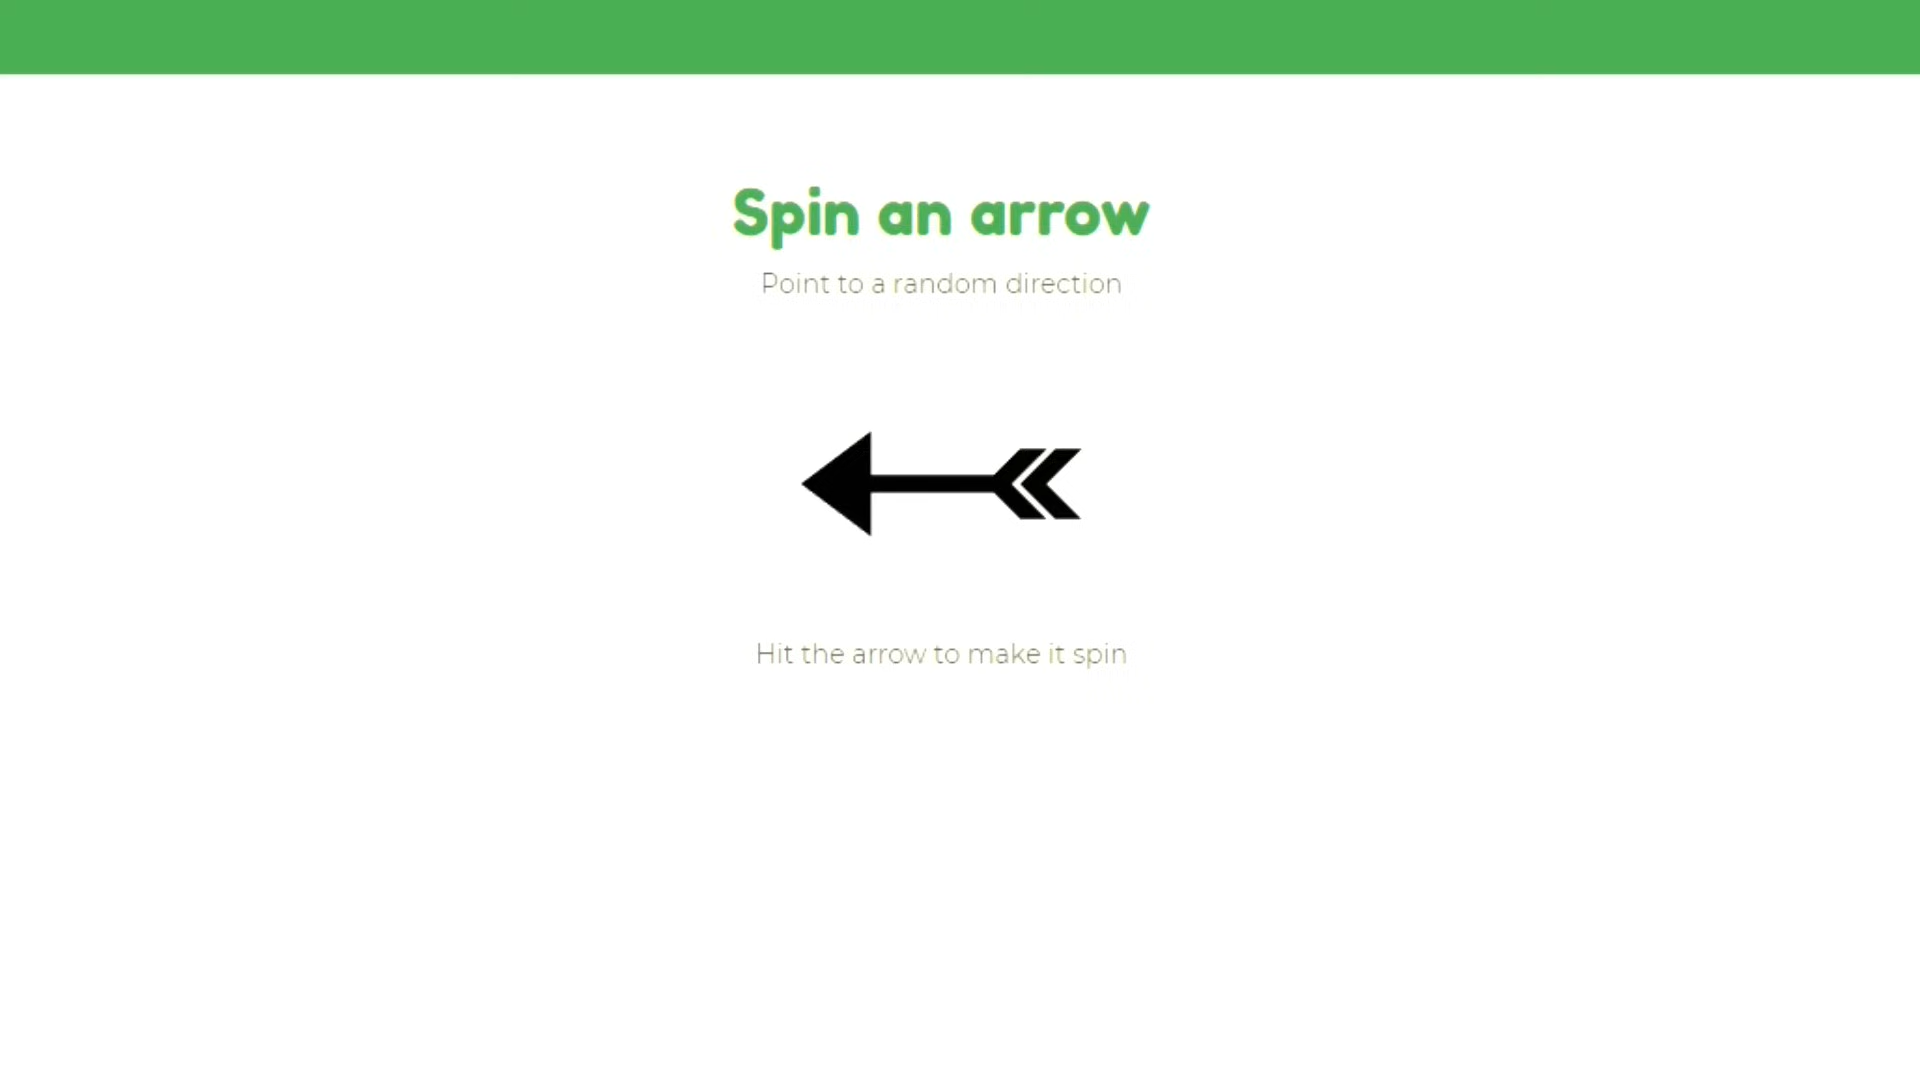 Spin an arrow
Point to a random direction
Hit the arrow to make it spin